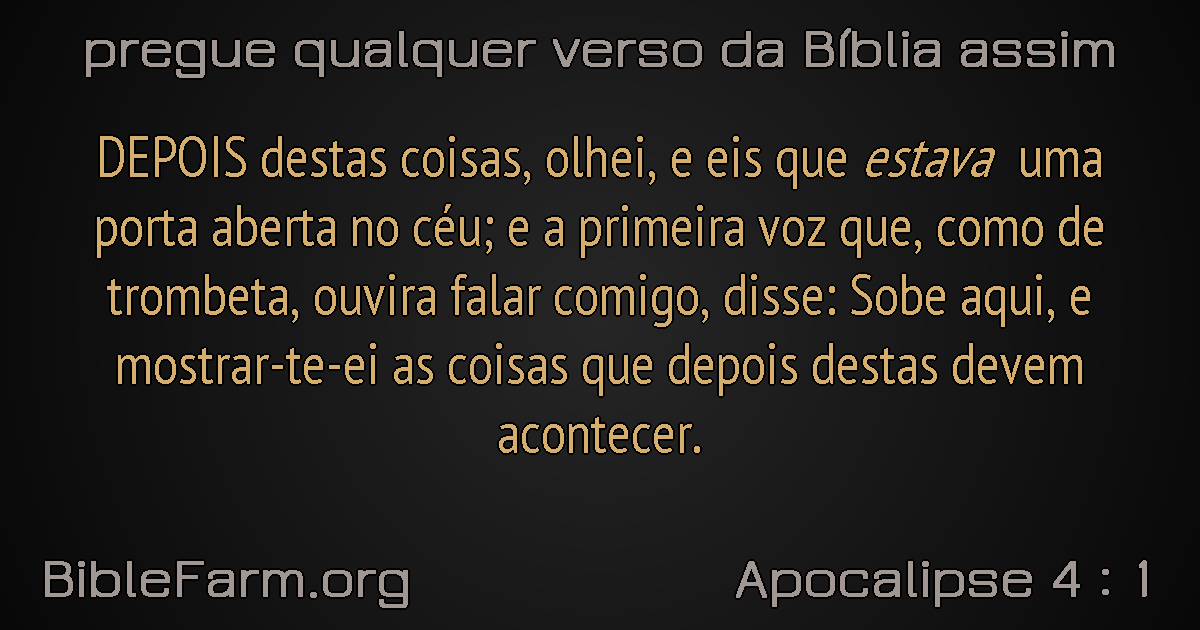 pregue qualquer verso da Bíblia assim
DEPOIS destas coisas, olhei, e eis que estava uma
porta aberta no céu; e a primeira voz que, como de
trombeta, ouvira falar comigo, disse: Sobe aqui, e
mostrar-te-ei as coisas que depois destas devem
acontecer.
BibleFarm.org
Apocalipse 4 : 1